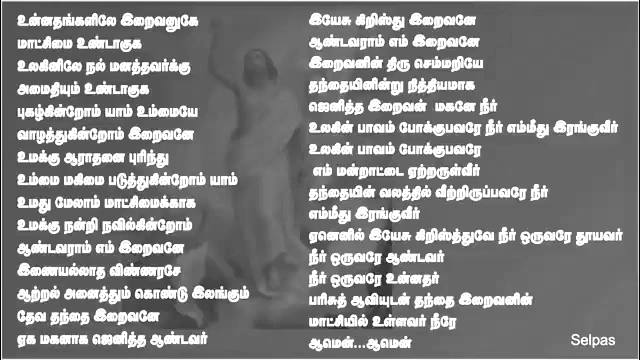 உன்னதங்களிலே இறைவனுகே
மாட்சிமை உண்டாகுக
உலகினிலே நல் மனத்தவர்க்கு
அமைதியும் உண்டாகுக
புகழ்கின்றோம் யாம் உம்மையே
வாழத்துகின்றோம் இறைவனே
உமக்கு ஆராதனை புரிந்து
உம்மை மகிமை படுத்துகின்றோம் யாம்
உமது மேலாம் மாட்சிமைக்காக
உமக்கு நன்றி நவில்கின்றோம்
ஆண்டவராம் எம் இறைவனே
இணையல்லாத விண்ணரசே
ஆற்றல் அனைத்தும் கொண்டு இலங்கும்
தேவ தந்தை இறைவனே
ஏக மகனாக ஜெனித்த ஆண்டவர்
இயேசு கிறிஸ்து இறைவனே
ஆண்டவராம் எம் இறைவனே
இறைவனின் திரு செம்மறியே
தந்தையினின்று நித்தியமாக
ஜெனித்த இறைவன் மகனே நீர்
உலகின் பாவம் போக்குபவரே நீர் எம்மீது இரங்குவீர்
உலகின் பாவம் போக்குபவரே
எம் மன்றாட்டை ஏற்றருள்வீர்
தந்தையின் வலத்தில் வீற்றிருப்பவரே நீர்
எம்மீது இரங்குவீர்
ஏனெனில் இயேசு கிறிஸ்த்துவே நீர் ஒருவரே தூயவர்
நீர் ஒருவரே ஆண்டவர்
நீர் ஒருவரே உன்னதர்
பரிசுத் ஆவியுடன் தந்தை இறைவனின்
மாட்சியில் உள்ளவர் நீரே
ஆமென்...ஆமென்
Selpas